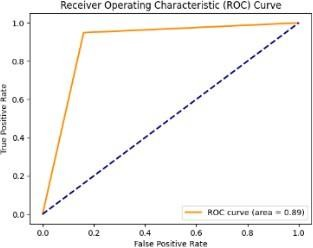 Receiver Operating Characteristic (ROC) Curve
1.0
0.8
0.6
0.4
0.2
0.0
True Positive Rate
ROC curve (area = 0.89)
0.0 0.2 0.4 0.6 0.8 1.0
False Positive Rate